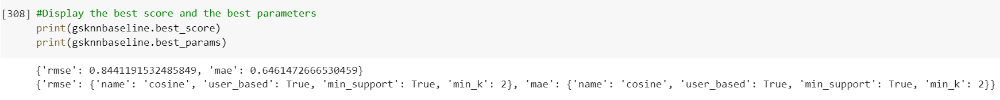 [308] #Display the best score and the best parameters
print(gsknnbaseline.best_score)
print(gsknnbaseline.best_params)
{'rmse': 0.8441191532485849, 'mae': 0.6461472666530459}
{'rmse': {'name': 'cosine', 'user_based': True, 'min_support': True, 'min_k': 2}, 'mae': {'name': 'cosine', 'user_based': True, 'min_support': True, 'min_k': 2}}